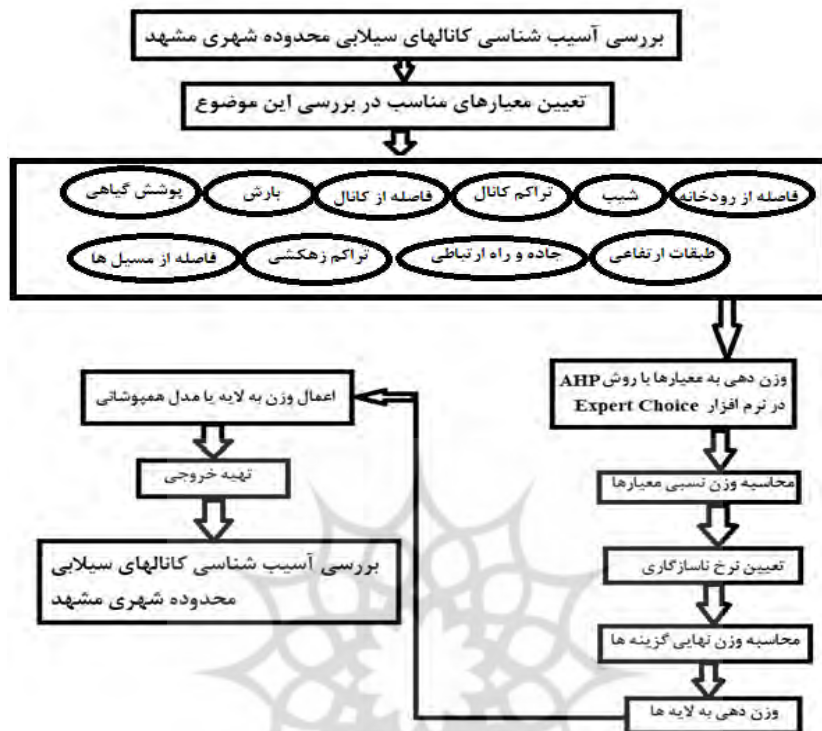 بررسی آسیب شناسی کانالهای سیلابی محدوده شهری مشهد
تعیین معیارهای مناسب در بررسی این موضوع
فاصله از رودخانه
شیب
تراکم کانال
فاصله از کانال
بارش
پوشش گیاهی
طبقات ارتفاعی
جاده و راه ارتباطی
تراکم زهکشی
فاصله از مسیل ها
وزن دهی به معیارها با روش AHP
در نرم افزار Expert Choice
محاسبه وزن نسبی معیارها
تعیین نرخ ناسازگاری
محاسبه وزن نهایی گزینه ها
وزن دهی به لایه ها
اعمال وزن به لایه با مدل همپوشانی
تهیه خروجی
بررسی آسیب شناسی کانالهای سیلابی
محدوده شهری مشهد